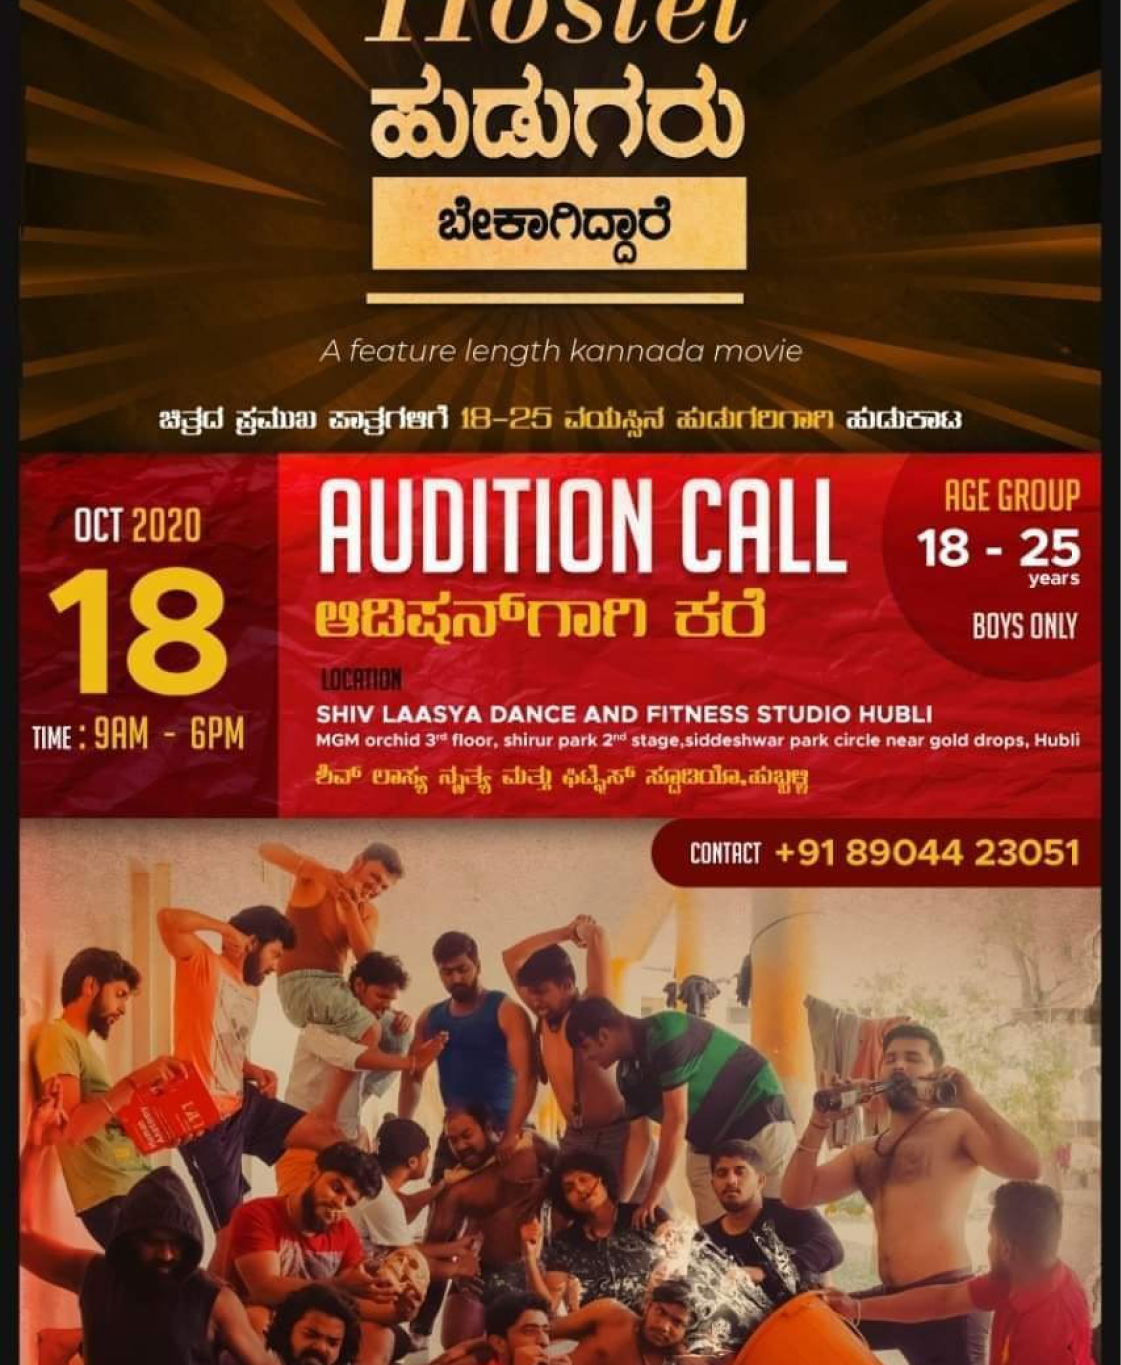 Hostel
ಹುಡುಗರು
ಬೇಕಾಗಿದ್ದಾರೆ
A feature length kannada movie
ಚಿತ್ರದ ಪ್ರಮುಖ ಪಾತ್ರಗಳಿಗೆ 18-25 ವಯಸ್ಸಿನ ಹುಡುಗರಿಗಾಗಿ ಹುಡುಕಾಟ
OCT 2020
18
TIME : 9AM - 6PM
AUDITION CALL
ಆಡಿಷನ್‌ಗಾಗಿ ಕರೆ
LOCATION
SHIV LAASYA DANCE AND FITNESS STUDIO HUBLI
MGM orchid 3rd floor, shirur park 2nd stage,siddeshwar park circle near gold drops, Hubli
ಶಿವ್ ಲಾಸ್ಯ ನೃತ್ಯ ಮತ್ತು ಫಿಟ್ನೆಸ್ ಸ್ಟೂಡಿಯೊ,ಹುಬ್ಬಳ್ಳಿ
AGE GROUP
18 - 25
years
BOYS ONLY
CONTACT +91 89044 23051